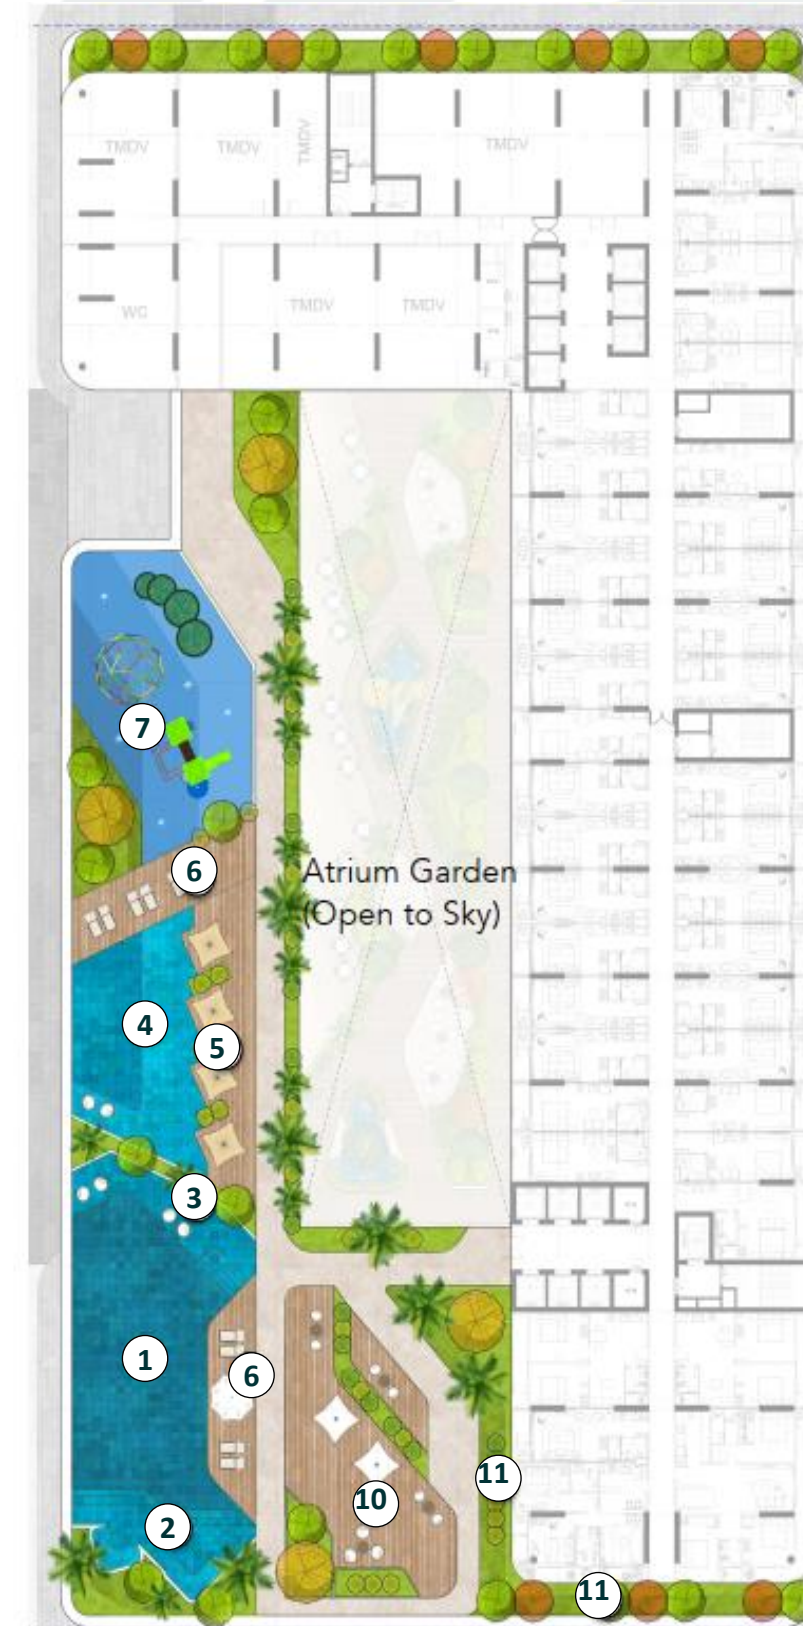 TMDV
TMDV
TMDV
TMDV
WC
TMDV
TMDV
7
6
Atrium Garden
(Open to Sky)
4
5
3
1
6
11
10
2
11